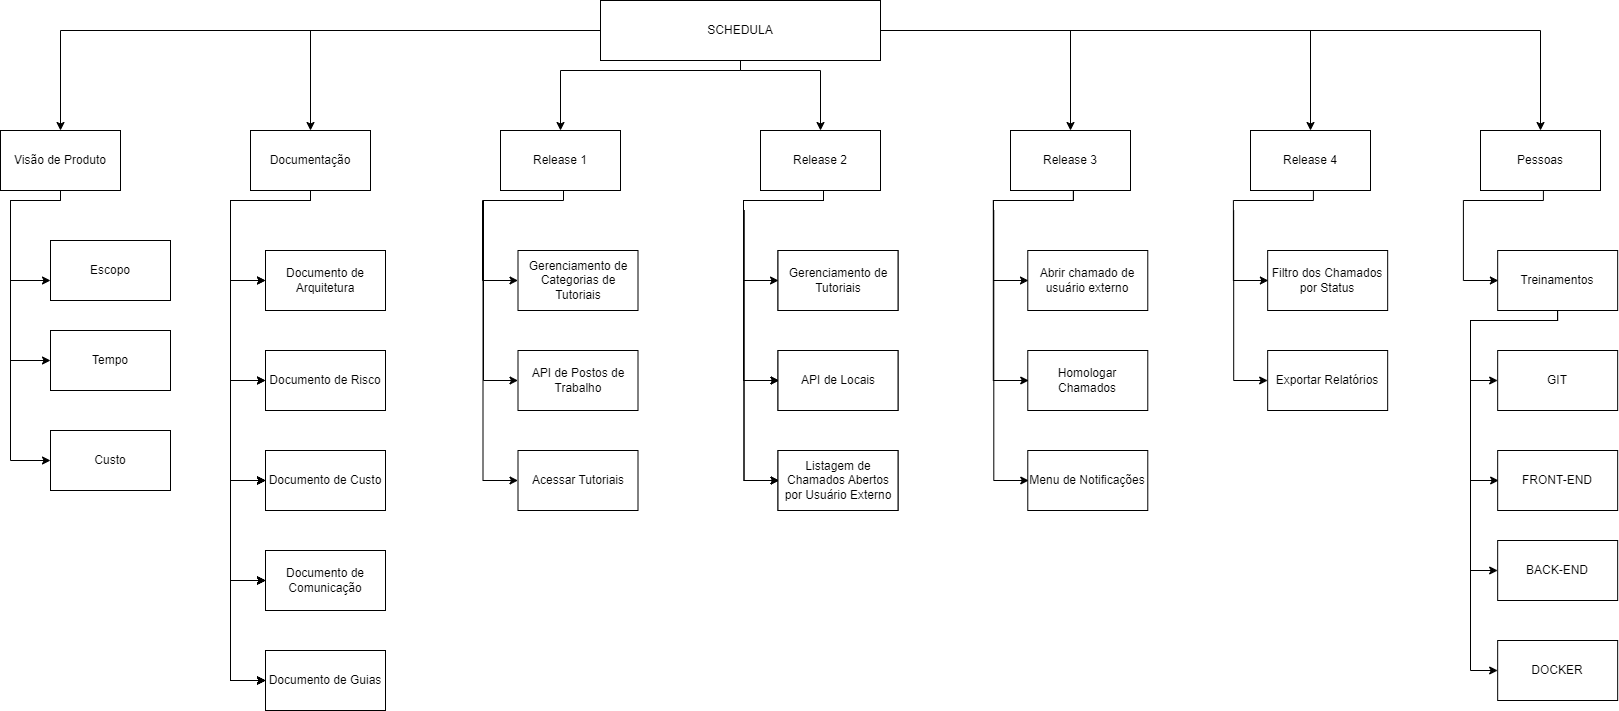 SCHEDULA
Visão de Produto
Documentação
Release 1
Release 2
Release 3
Release 4
Pessoas
Escopo
Tempo
Custo
Documento de
Arquitetura
Documento de Risco
Documento de Custo
Documento de
Comunicação
Documento de Guias
Gerenciamento de
Categorias de
Tutoriais
API de Postos de
Trabalho
Acessar Tutoriais
Gerenciamento de
Tutoriais
API de Locais
Listagem de
Chamados Abertos
por Usuário Externo
Abrir chamado de
usuário externo
Homologar
Chamados
Menu de Notificações
Filtro dos Chamados
por Status
Exportar Relatórios
Treinamentos
GIT
FRONT-END
BACK-END
DOCKER